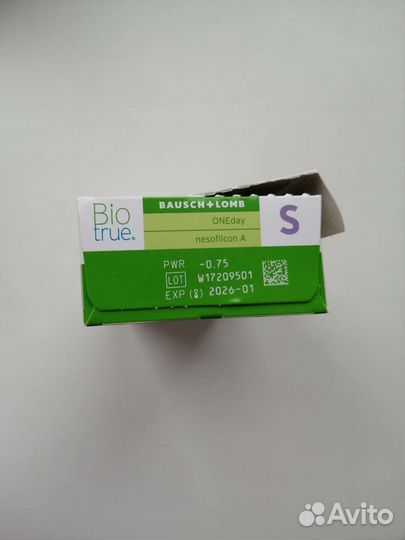 Bio
true®
BAUSCH+LOMB
ONEday
nesofilcon A
S
PWR -0.75
LOT W17209501
EXP 2026-01
Avito